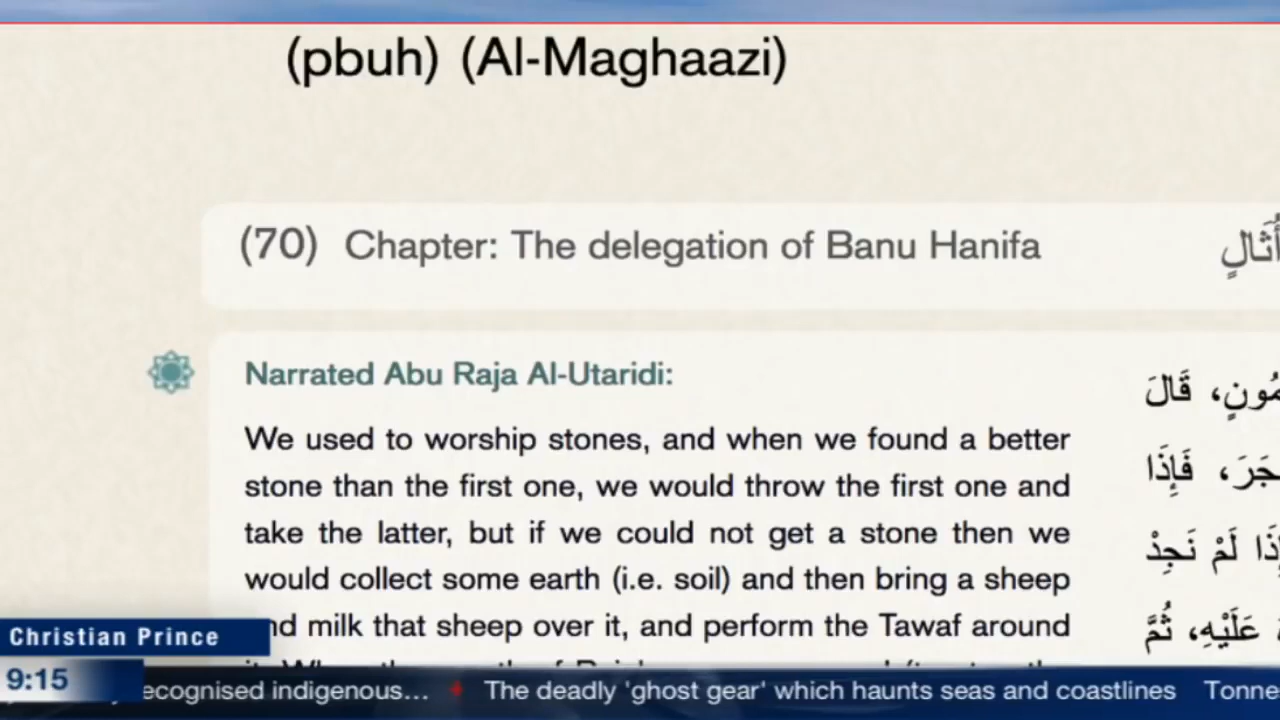 (pbuh) (Al-Maghaazi)
(70) Chapter: The delegation of Banu Hanifa
أُثَالٍ
Narrated Abu Raja Al-Utaridi:
We used to worship stones, and when we found a better
stone than the first one, we would throw the first one and
take the latter, but if we could not get a stone then we
would collect some earth (i.e. soil) and then bring a sheep
and milk that sheep over it, and perform the Tawaf around
قَالَ
فَإِذَا
لَمْ نَجِدْ
عَلَيْهِ، ثُمَّ
Christian Prince
9:15
ecognised indigenous... The deadly 'ghost gear' which haunts seas and coastlines Tonne